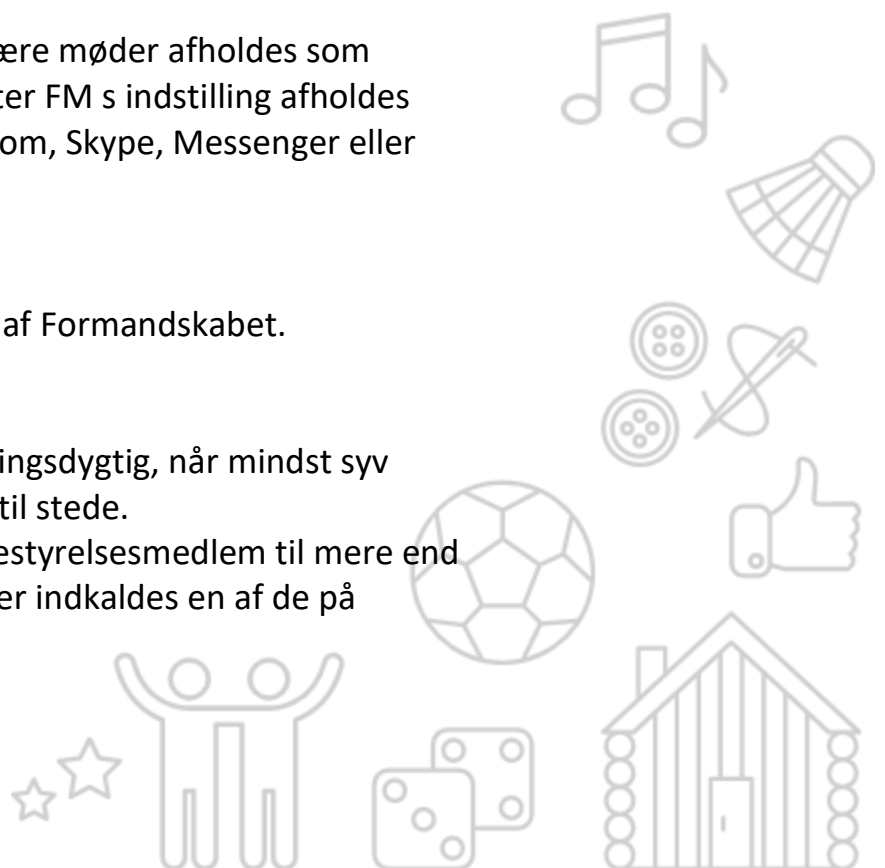 ære møder afholdes som
ter FM s indstilling afholdes
om, Skype, Messenger eller
af Formandskabet.
ingsdygtig, når mindst syv
til stede.
estyrelsesmedlem til mere end
er indkaldes en af de på